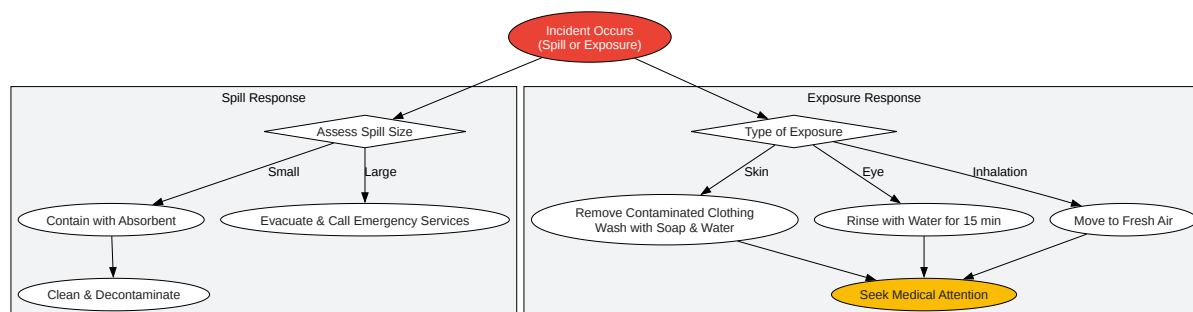 Incident Occurs
(Spill or Exposure)
Spill Response
Exposure Response
Assess Spill Size
Type of Exposure
Small
Large
Skin
Eye
Inhalation
Contain with Absorbent
Evacuate & Call Emergency Services
Remove Contaminated Clothing
Wash with Soap & Water
Rinse with Water for 15 min
Move to Fresh Air
Clean & Decontaminate
Seek Medical Attention